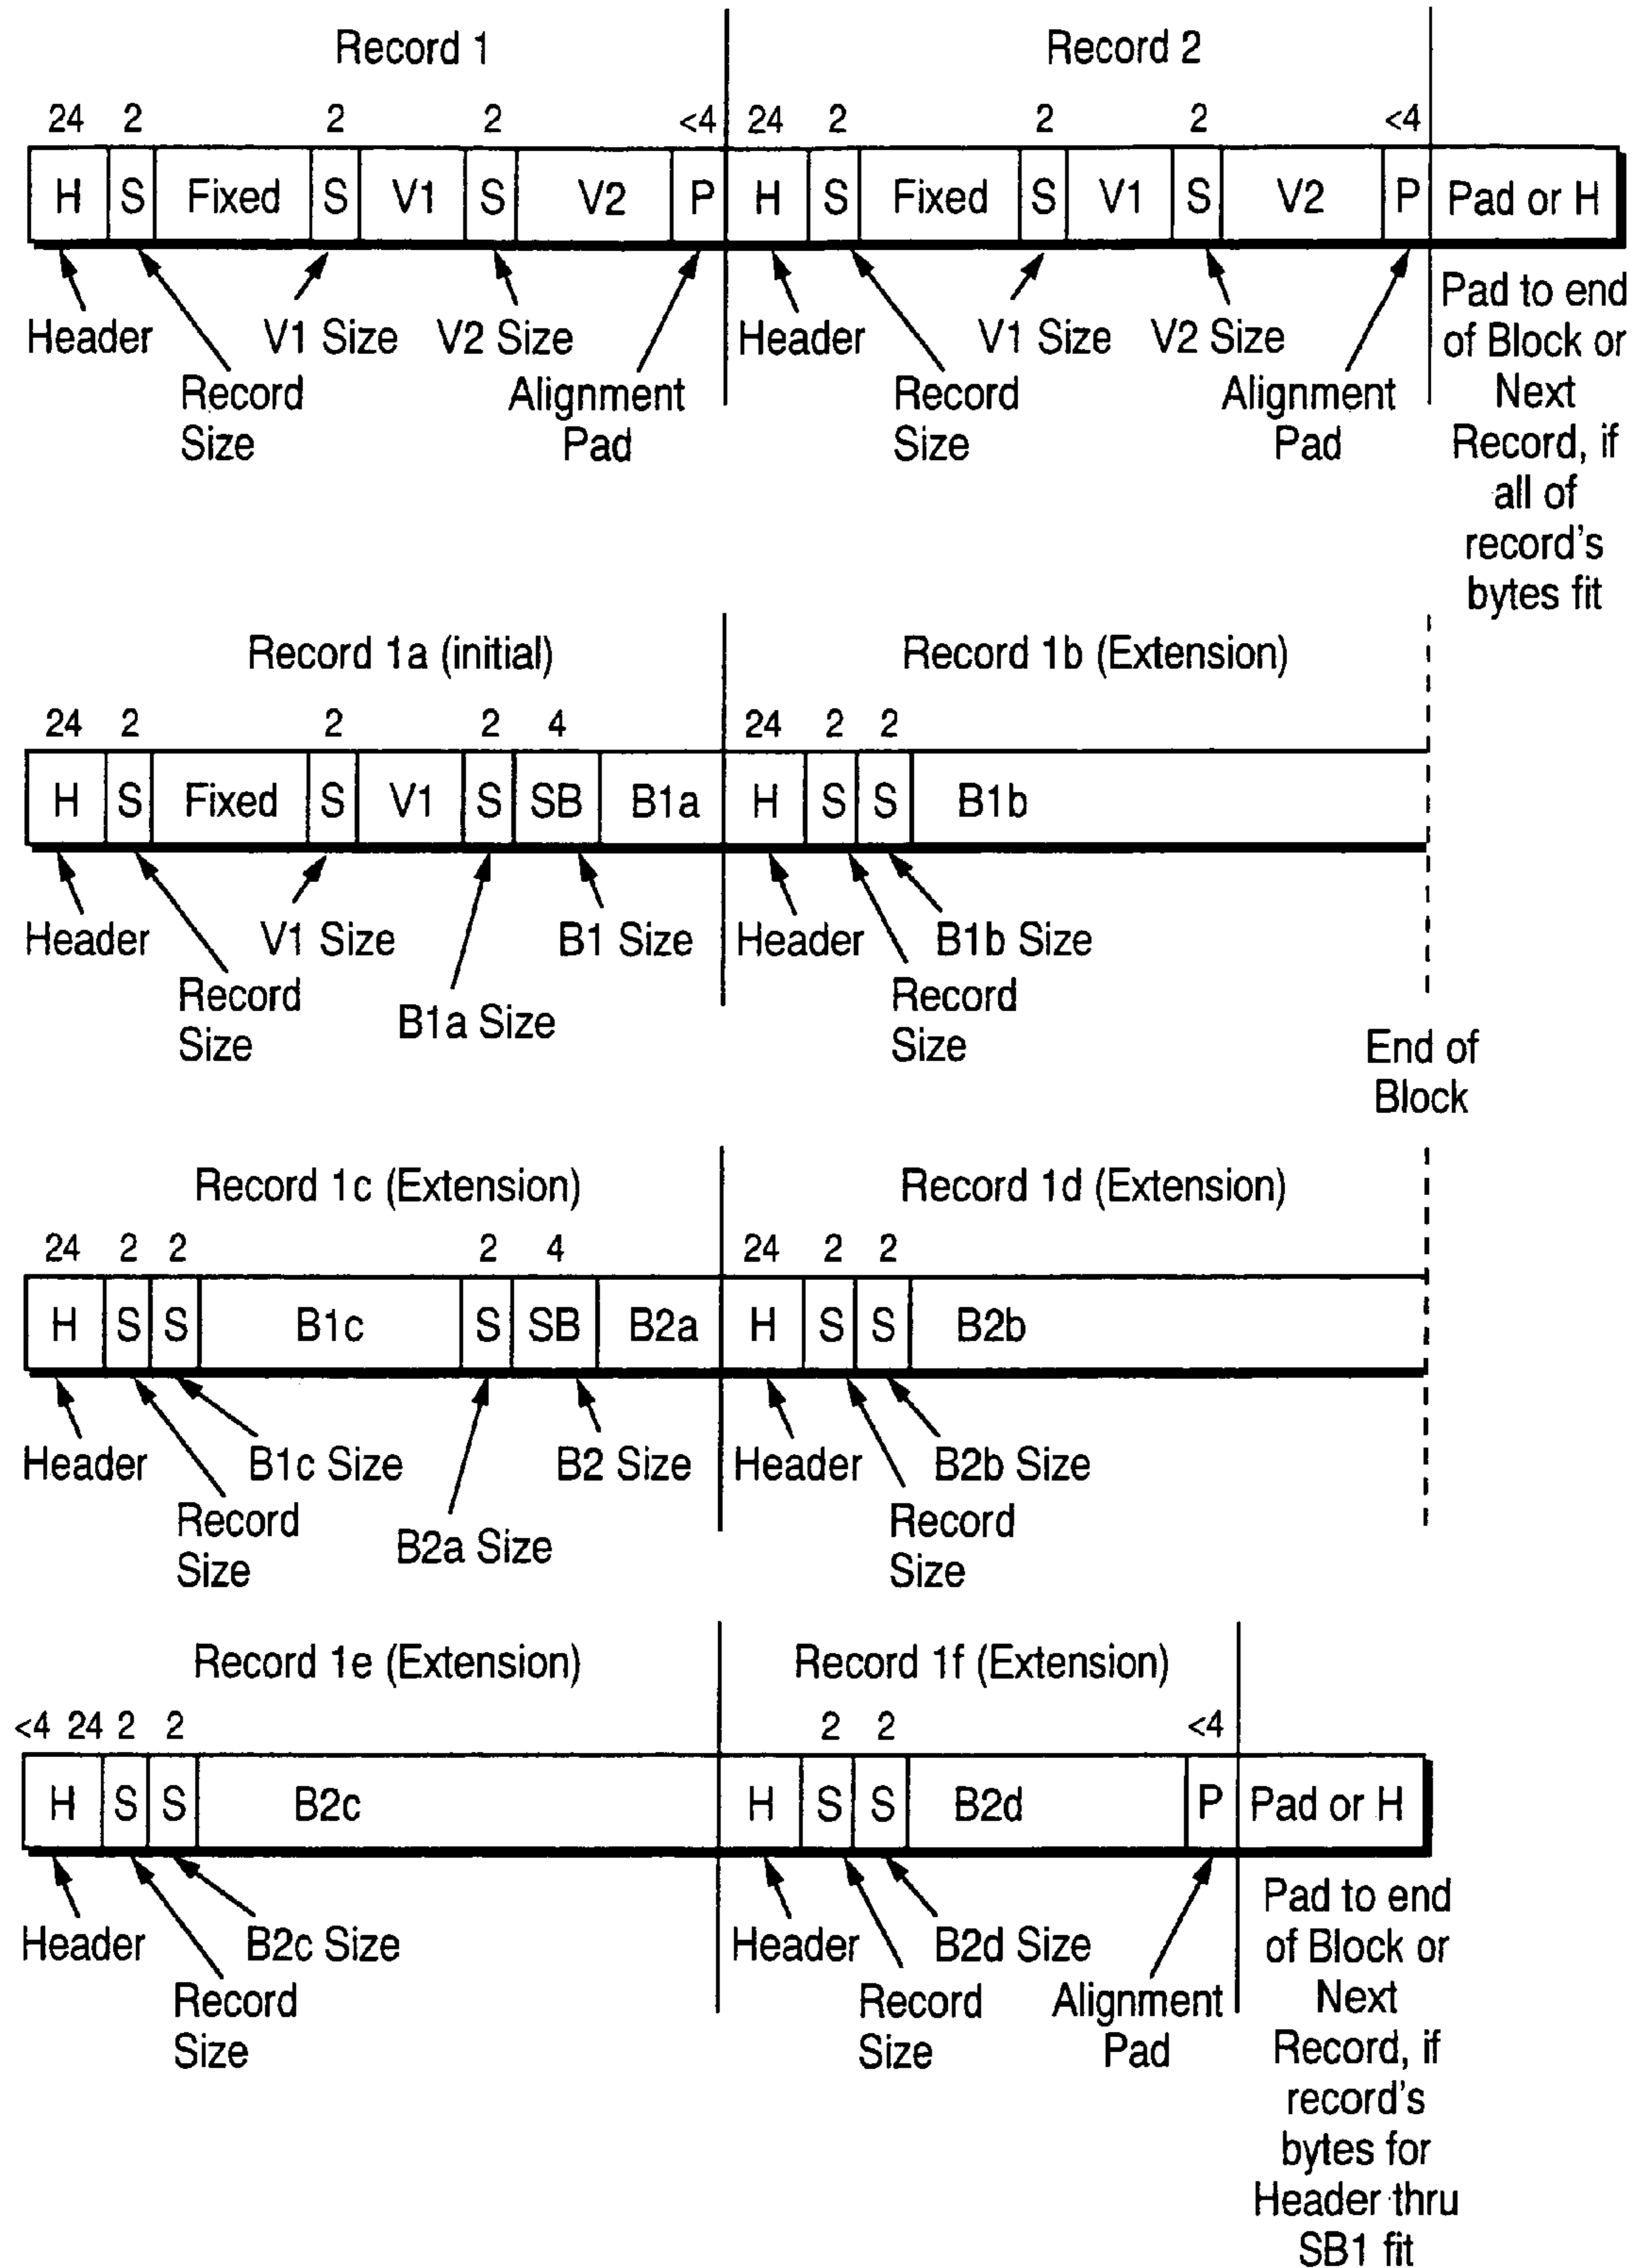 Record 1 Record 2
24 2 2 2 <4 24 2 2 2 <4
H S Fixed S V1 S V2 P H S Fixed S V1 S V2 P Pad or H
Header V1 Size V2 Size Header V1 Size V2 Size
Record Size
Alignment Pad
Record Size
Alignment Pad
Pad to end
of Block or
Next
Record, if
all of
record's
bytes fit
Record 1a (initial) Record 1b (Extension)
24 2 2 2 4 24 2 2
H S Fixed S V1 S SB B1a H S S B1b
Header V1 Size B1 Size Header B1b Size
Record
Size
B1a Size
Record
Size
End of
Block
Record 1c (Extension) Record 1d (Extension)
24 2 2 2 4 24 2 2
H S S B1c S SB B2a H S S B2b
Header B1c Size B2 Size Header B2b Size
Record
Size
B2a Size
Record
Size
Record 1e (Extension) Record 1f (Extension)
<4 24 2 2 2 2 <4
H S S B2c H S S B2d P Pad or H
Header B2c Size Header B2d Size
Record
Size
Record
Size
Alignment
Pad
Pad to end
of Block or
Next
Record, if
record's
bytes for
Header thru
SB1 fit